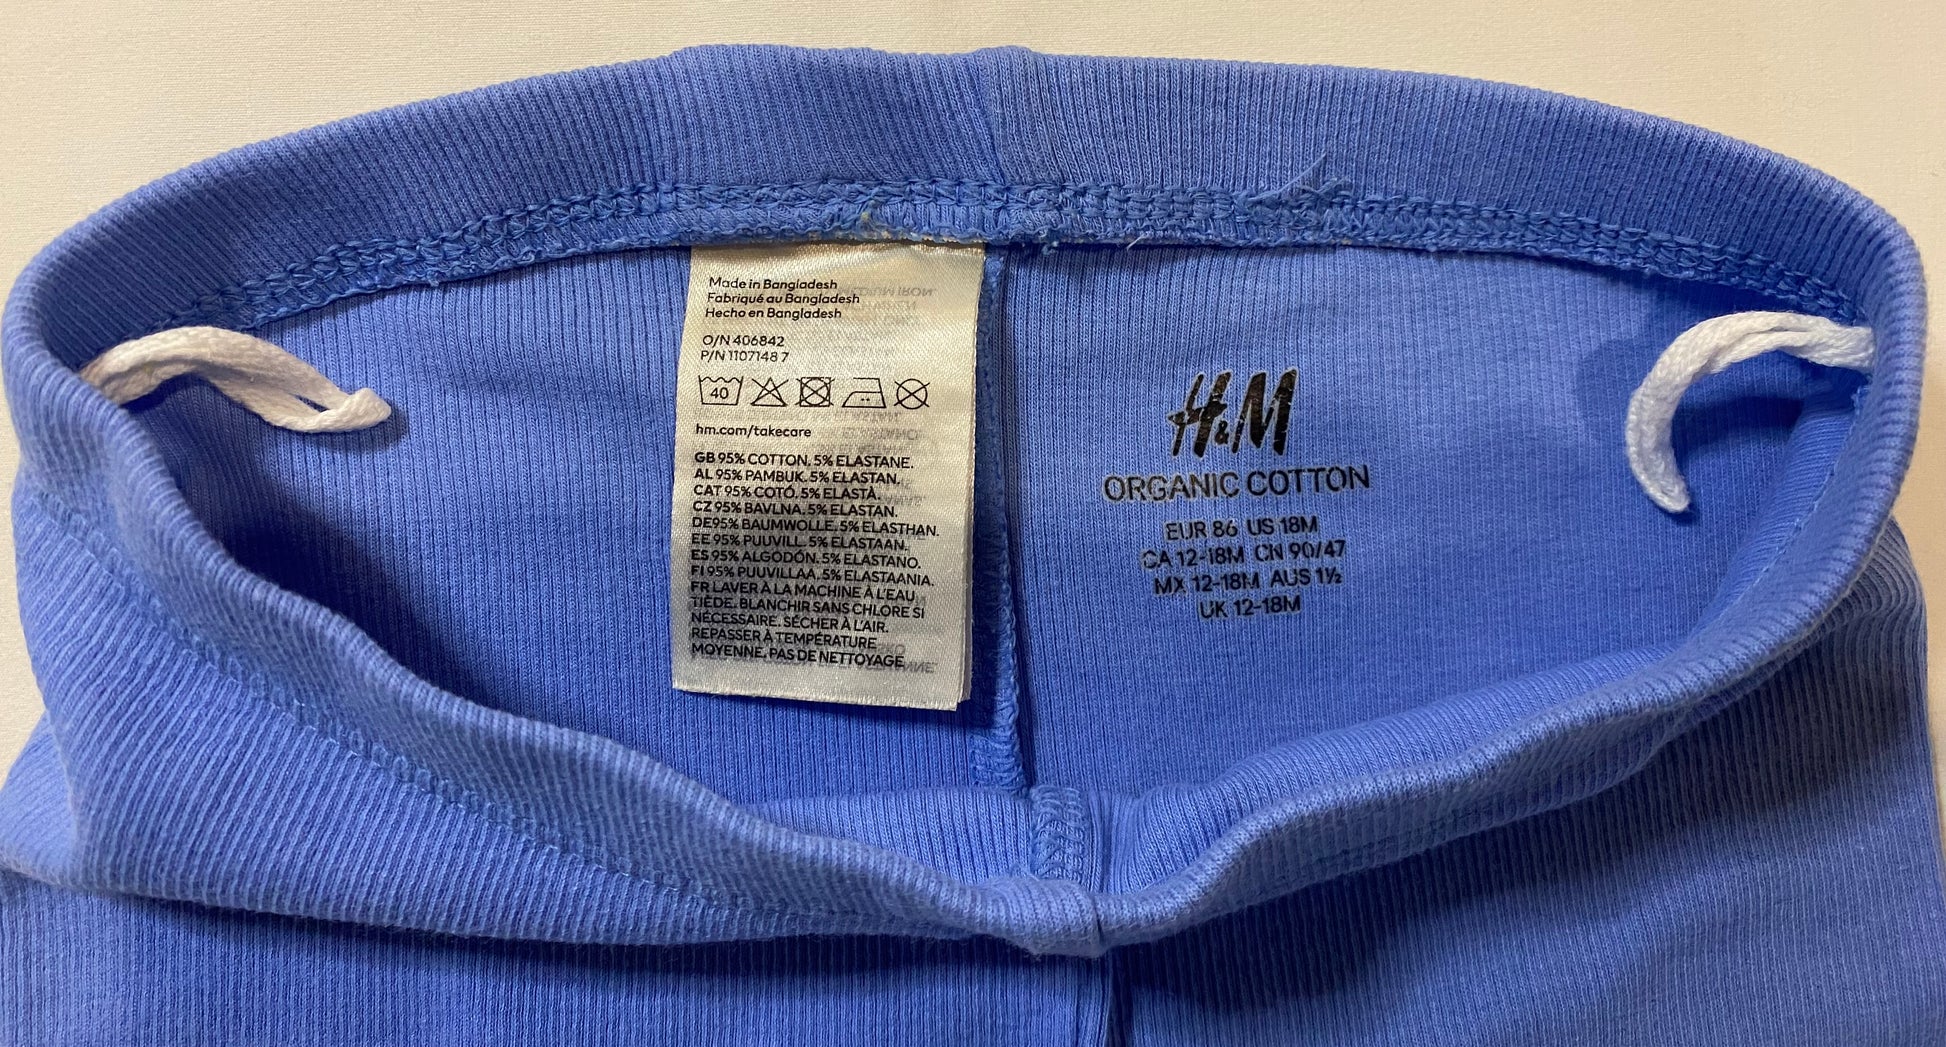 Made in Bangladesh
Fabriqué au Bangladesh
Hecho en Bangladesh
O/N 406842
P/N 1107148 7
40
hm.com/takecare
GB 95% COTTON. 5% ELASTANE.
AL 95% PAMBUK. 5% ELASTAN.
CAT 95% COTÓ. 5% ELASTÀ.
CZ 95% BAVLNA. 5% ELASTAN.
DE95% BAUMWOLLE. 5% ELASTHAN.
EE 95% PUUVILL. 5% ELASTAAN.
ES 95% ALGODÓN. 5% ELASTANO.
FI 95% PUUVILLAA. 5% ELASTAANIA.
FR LAVER À LA MACHINE À L'EAU
TIÈDE. BLANCHIR SANS CHLORE SI
NÉCESSAIRE. SÉCHER À L'AIR.
REPASSER À TEMPÉRATURE
MOYENNE. PAS DE NETTOYAGE
H&M
ORGANIC COTTON
EUR 86 US 18M
CA 12-18M CN 90/47
MX 12-18M AUS 1½
UK 12-18M